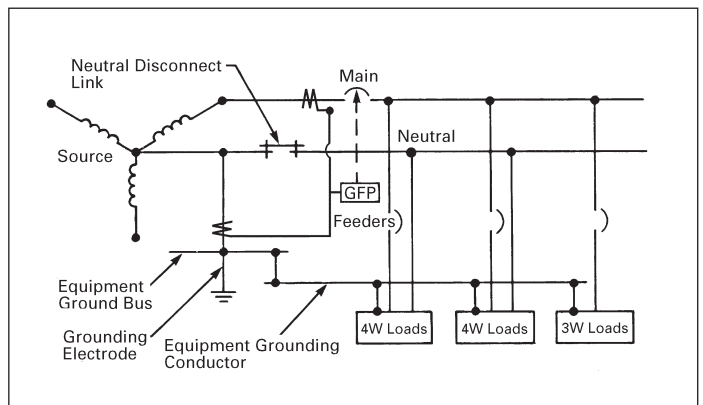 Neutral Disconnect
Link
Main
Source
Neutral
GFP
Feeders
Equipment
Ground Bus
Grounding
Electrode
Equipment Grounding
Conductor
4W Loads
4W Loads
3W Loads